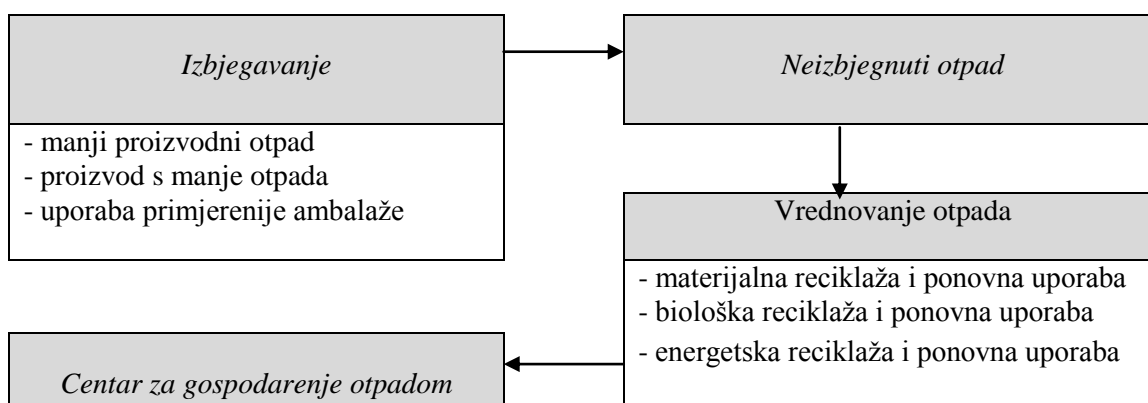 Izbjegavanje
- manji proizvodni otpad
- proizvod s manje otpada
- uporaba primjerenije ambalaže
Neizbjegnuti otpad
Vrednovanje otpada
- materijalna reciklaža i ponovna uporaba
- biološka reciklaža i ponovna uporaba
- energetska reciklaža i ponovna uporaba
Centar za gospodarenje otpadom